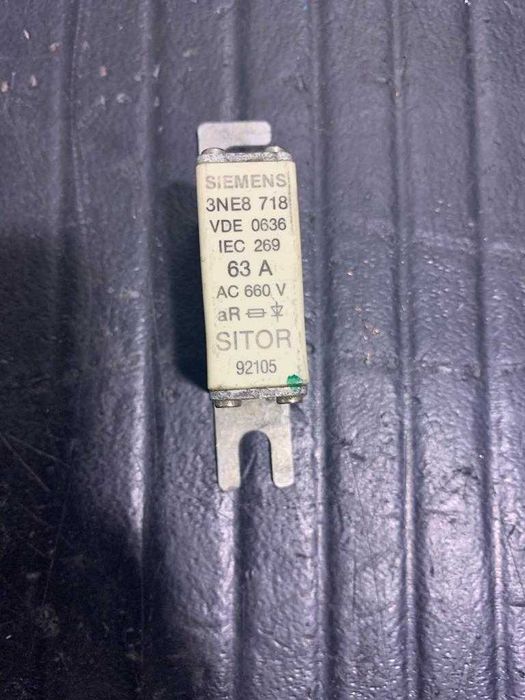 SIEMENS
3NE8 718
VDE 0636
IEC 269
63 A
AC 660 V
aR
SITOR
92105